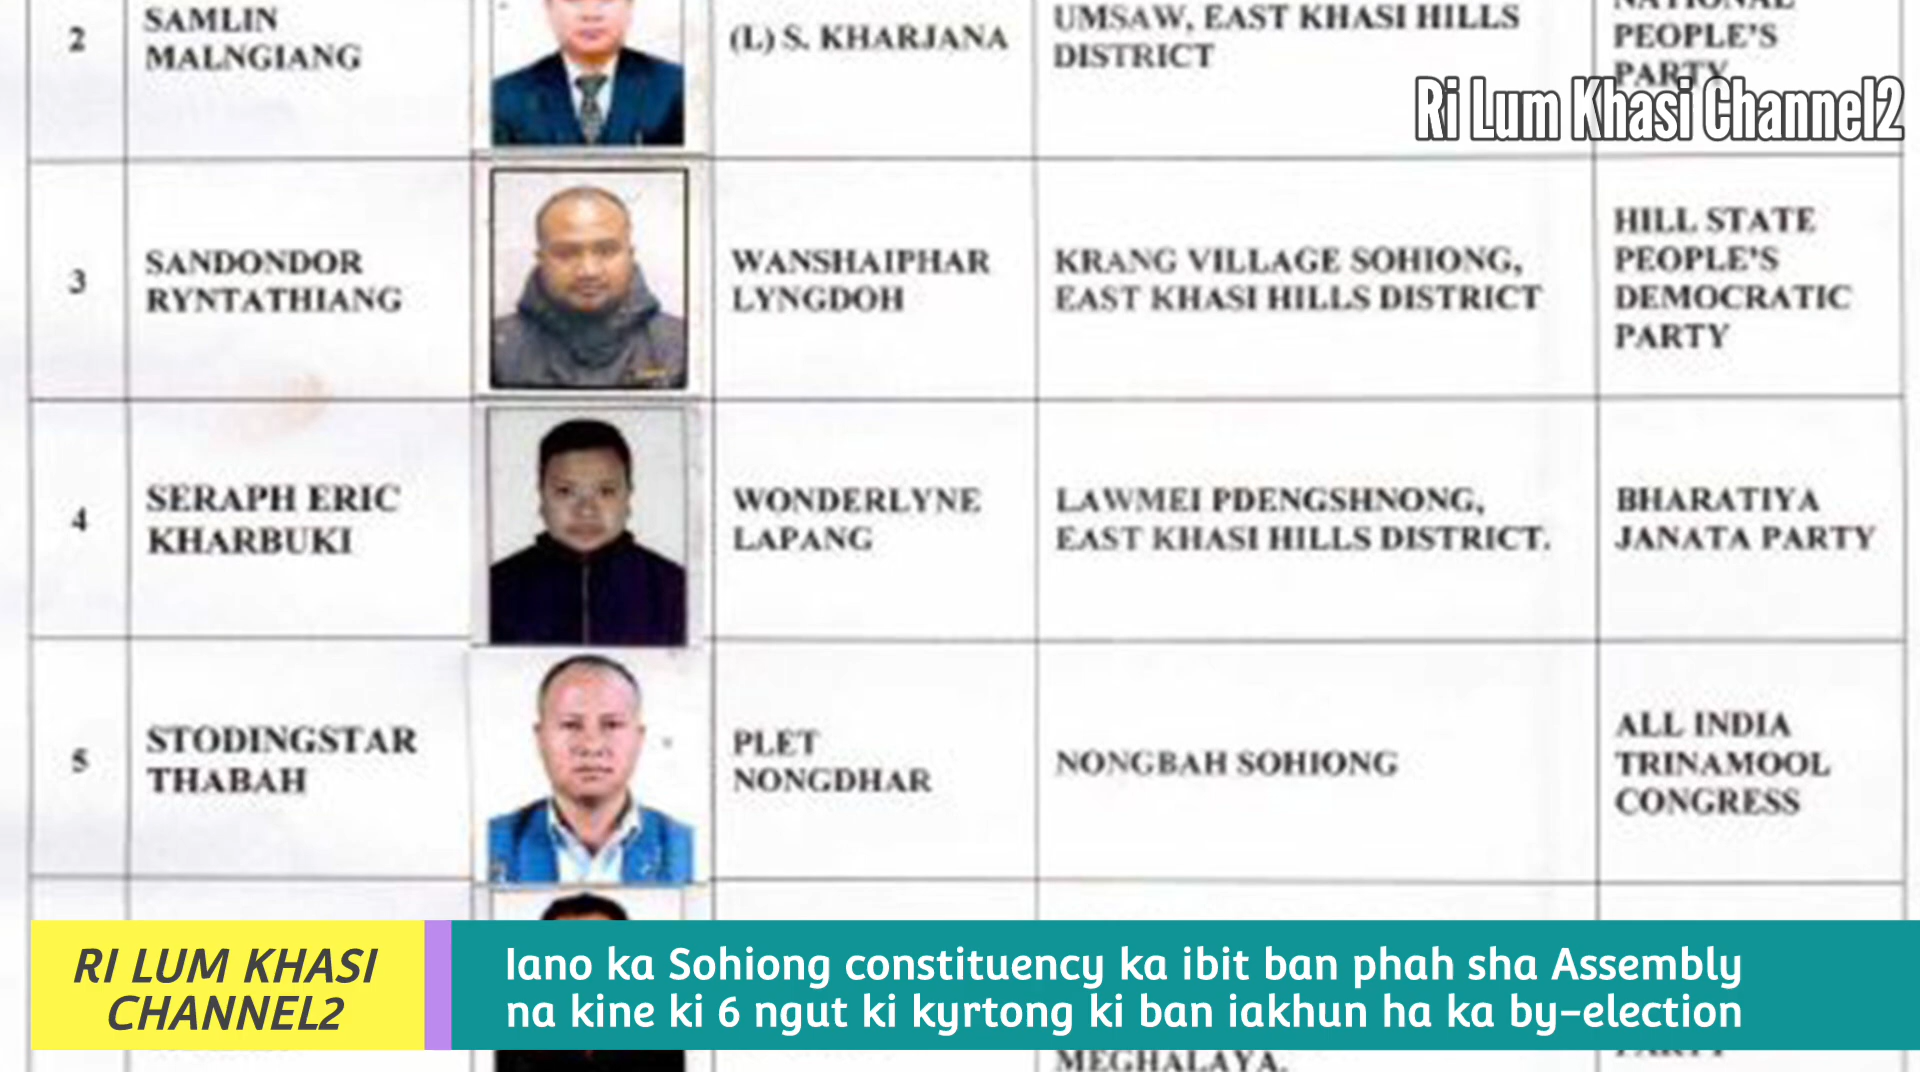 2
SAMLIN
MALNGIANG
(L) S. KHARJANA
UMSAW, EAST KHASI HILLS
DISTRICT
NATIONAL
PEOPLE'S
PARTY
Ri Lum Khasi Channel2
3
SANDONDOR
RYNTATHIANG
WANSHAIPHAR
LYNGDOH
KRANG VILLAGE SOHIONG,
EAST KHASI HILLS DISTRICT
HILL STATE
PEOPLE'S
DEMOCRATIC
PARTY
4
SERAPH ERIC
KHARBUKI
WONDERLYNE
LAPANG
LAWMEI PDENGSHNONG,
EAST KHASI HILLS DISTRICT.
BHARATIYA
JANATA PARTY
5
STODINGSTAR
THABAH
PLET
NONGDHAR
NONGBAH SOHIONG
ALL INDIA
TRINAMOOL
CONGRESS
MEGHALAYA.
PARTY
RI LUM KHASI
CHANNEL2
Iano ka Sohiong constituency ka ibit ban phah sha Assembly
na kine ki 6 ngut ki kyrtong ki ban iakhun ha ka by-election